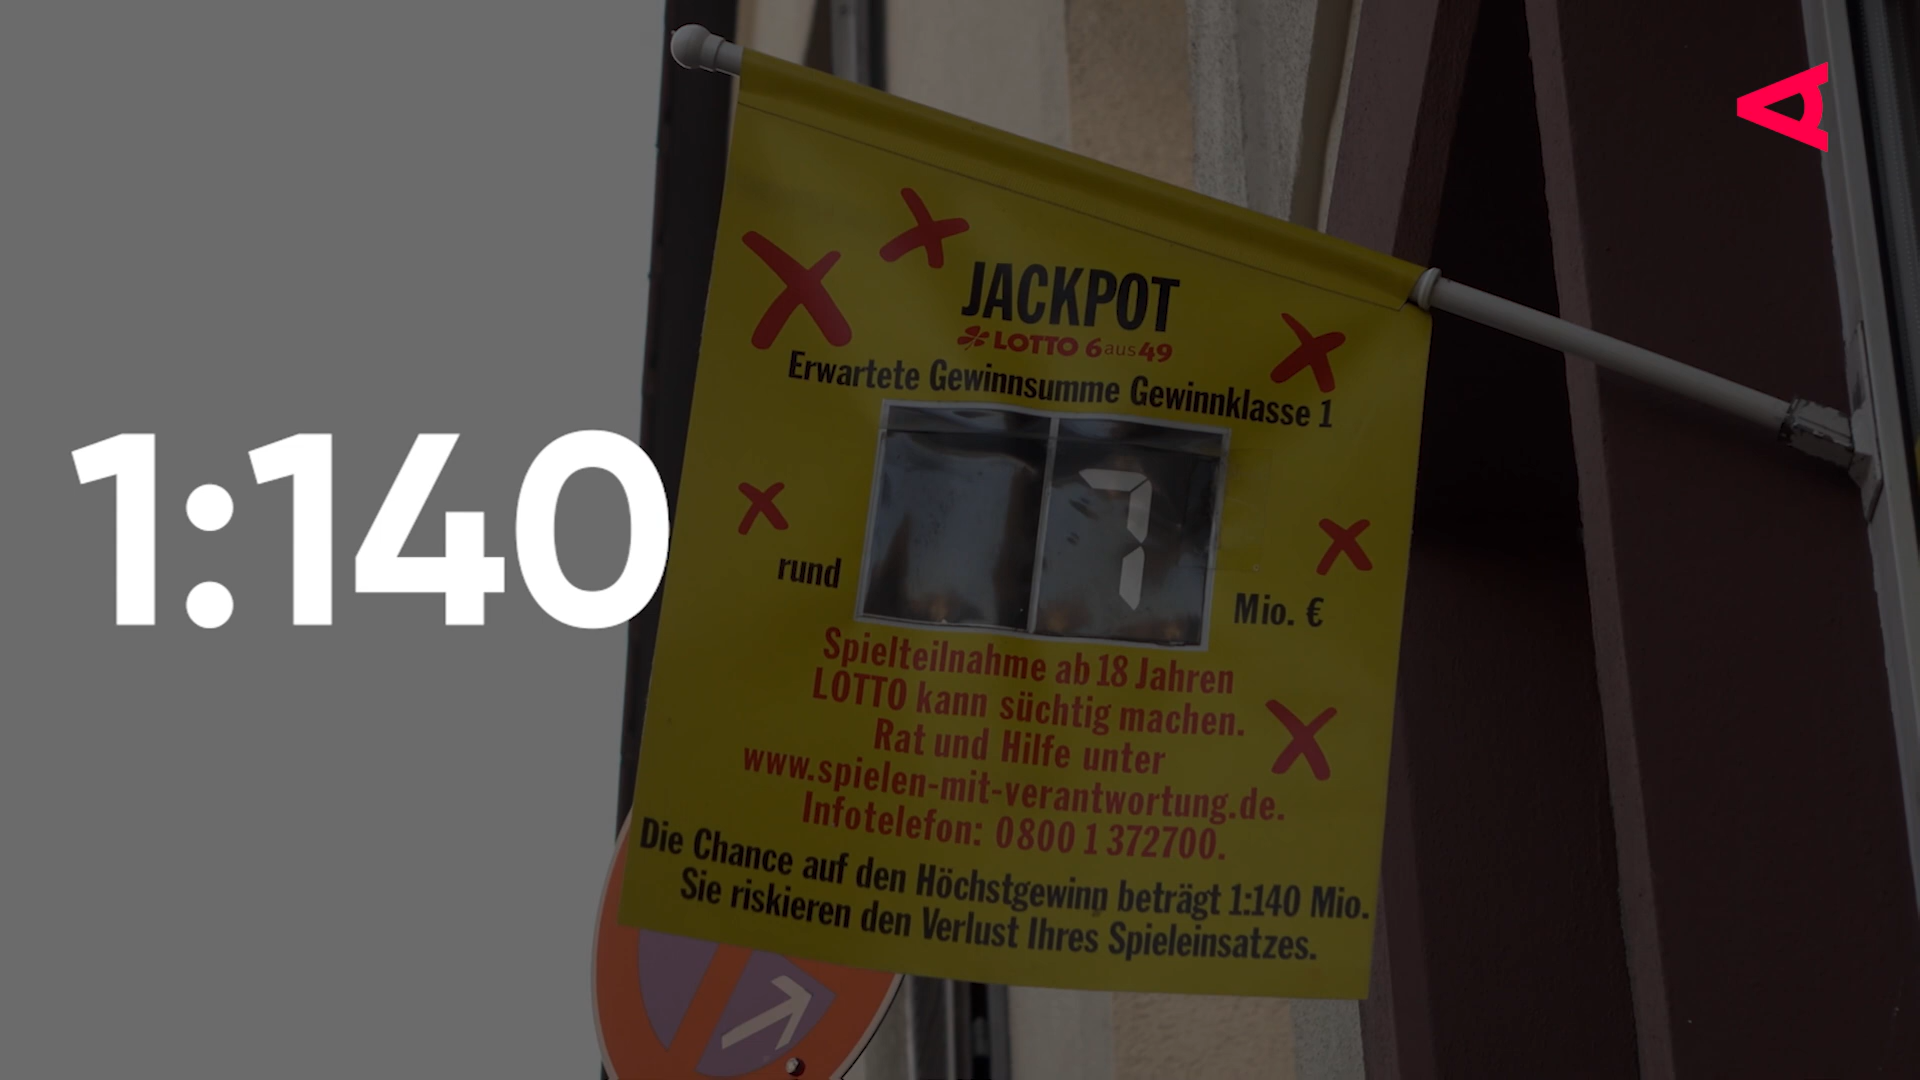 1:140
JACKPOT
LOTTO 6aus49
Erwartete Gewinnsumme Gewinnklasse 1
rund 7 Mio. €
Spielteilnahme ab 18 Jahren
LOTTO kann süchtig machen.
Rat und Hilfe unter
www.spielen-mit-verantwortung.de.
Infotelefon: 0800 1 372700.
Die Chance auf den Höchstgewinn beträgt 1:140 Mio.
Sie riskieren den Verlust Ihres Spieleinsatzes.